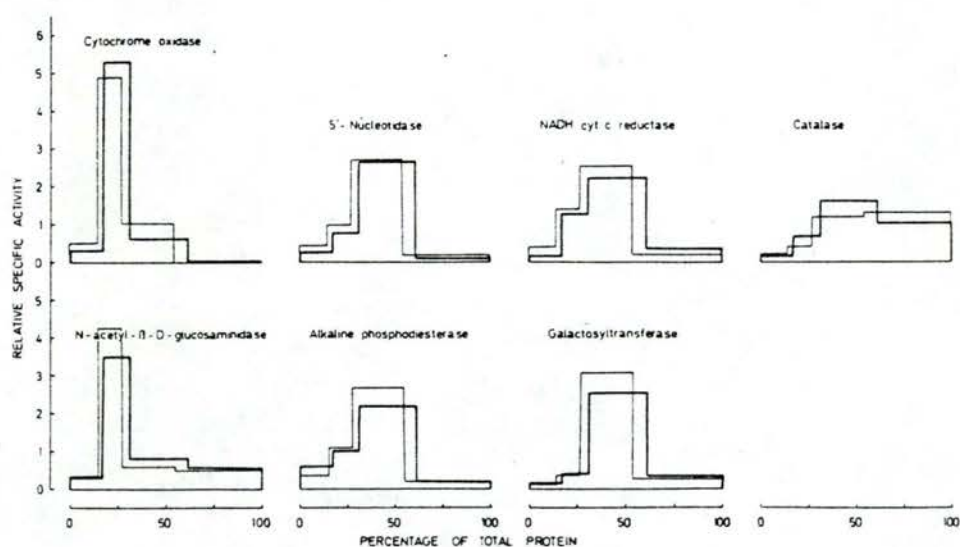 Cytochrome oxidase
5'-Nucleotidase
NADH cyt c reductase
Catalase
6
5
4
3
2
1
0
RELATIVE SPECIFIC ACTIVITY
N-acetyl-β-D-glucosaminidase
Alkaline phosphodiesterase
Galactosyltransferase
5
4
3
2
1
0
0 50 100
0 50 100
0 50 100
0 50 100
PERCENTAGE OF TOTAL PROTEIN